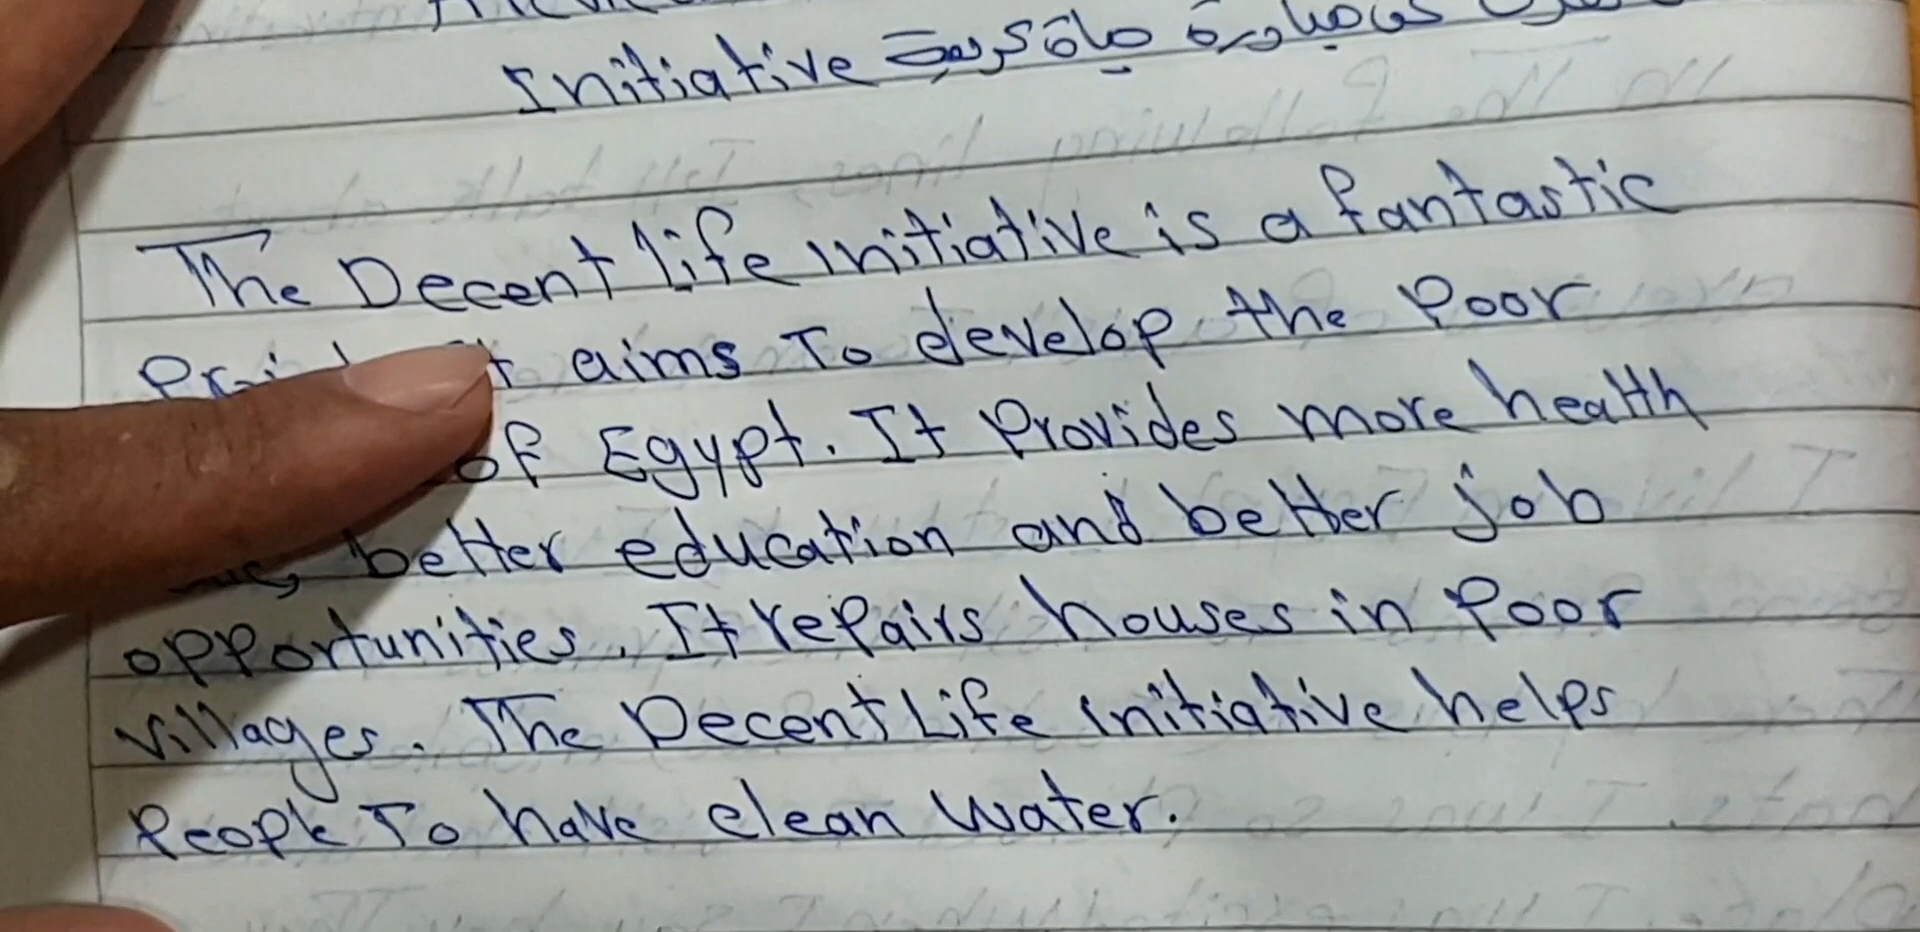 Initiative مبادرة حياة كريمة
The Decent life initiative is a fantastic
aims To develop the Poor
of Egypt. It Provides more health
better education and better job
opportunities. It repairs houses in Poor
villages. The Decent Life initiative helps
People To have clean water.